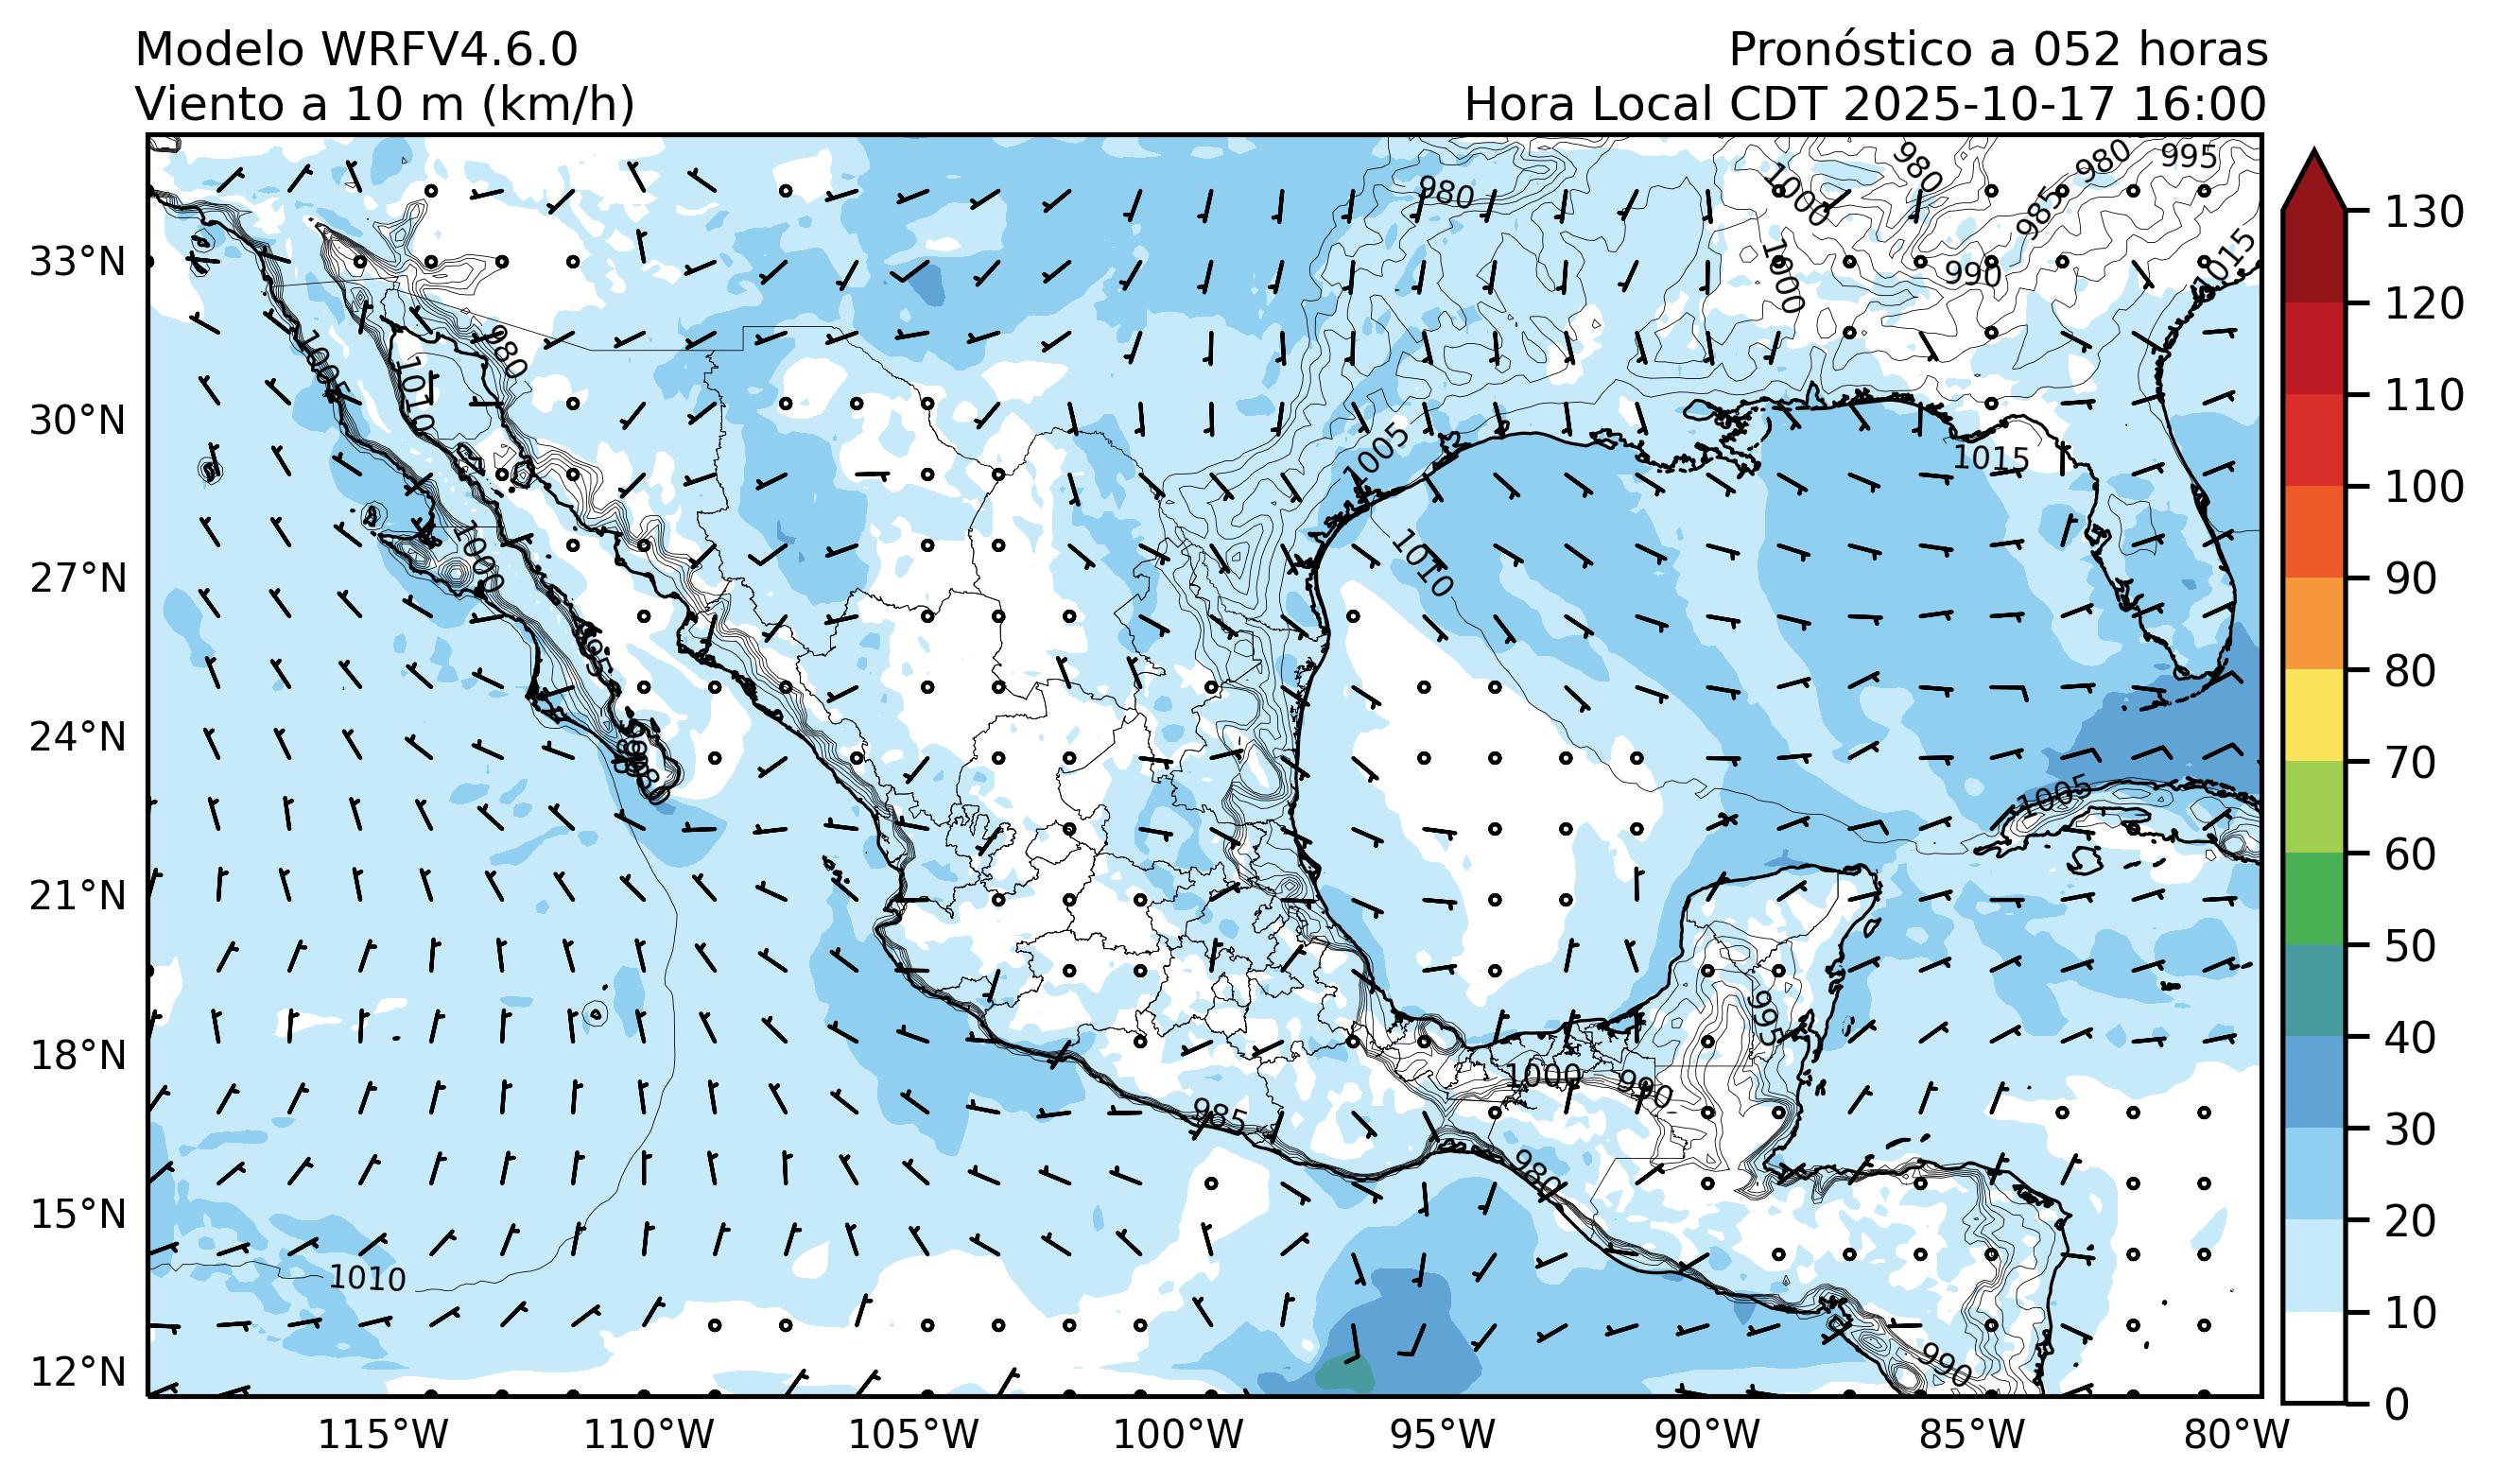 Modelo WRFV4.6.0
Viento a 10 m (km/h)
Pronóstico a 052 horas
Hora Local CDT 2025-10-17 16:00
33°N
30°N
27°N
24°N
21°N
18°N
15°N
12°N
115°W
110°W
105°W
100°W
95°W
90°W
85°W
80°W
130
120
110
100
90
80
70
60
50
40
30
20
10
0
980
1000
980
980
995
985
1015
990
1000
1005
1010
980
1005
1015
1010
1000
1005
995
1000
990
985
980
1010
990